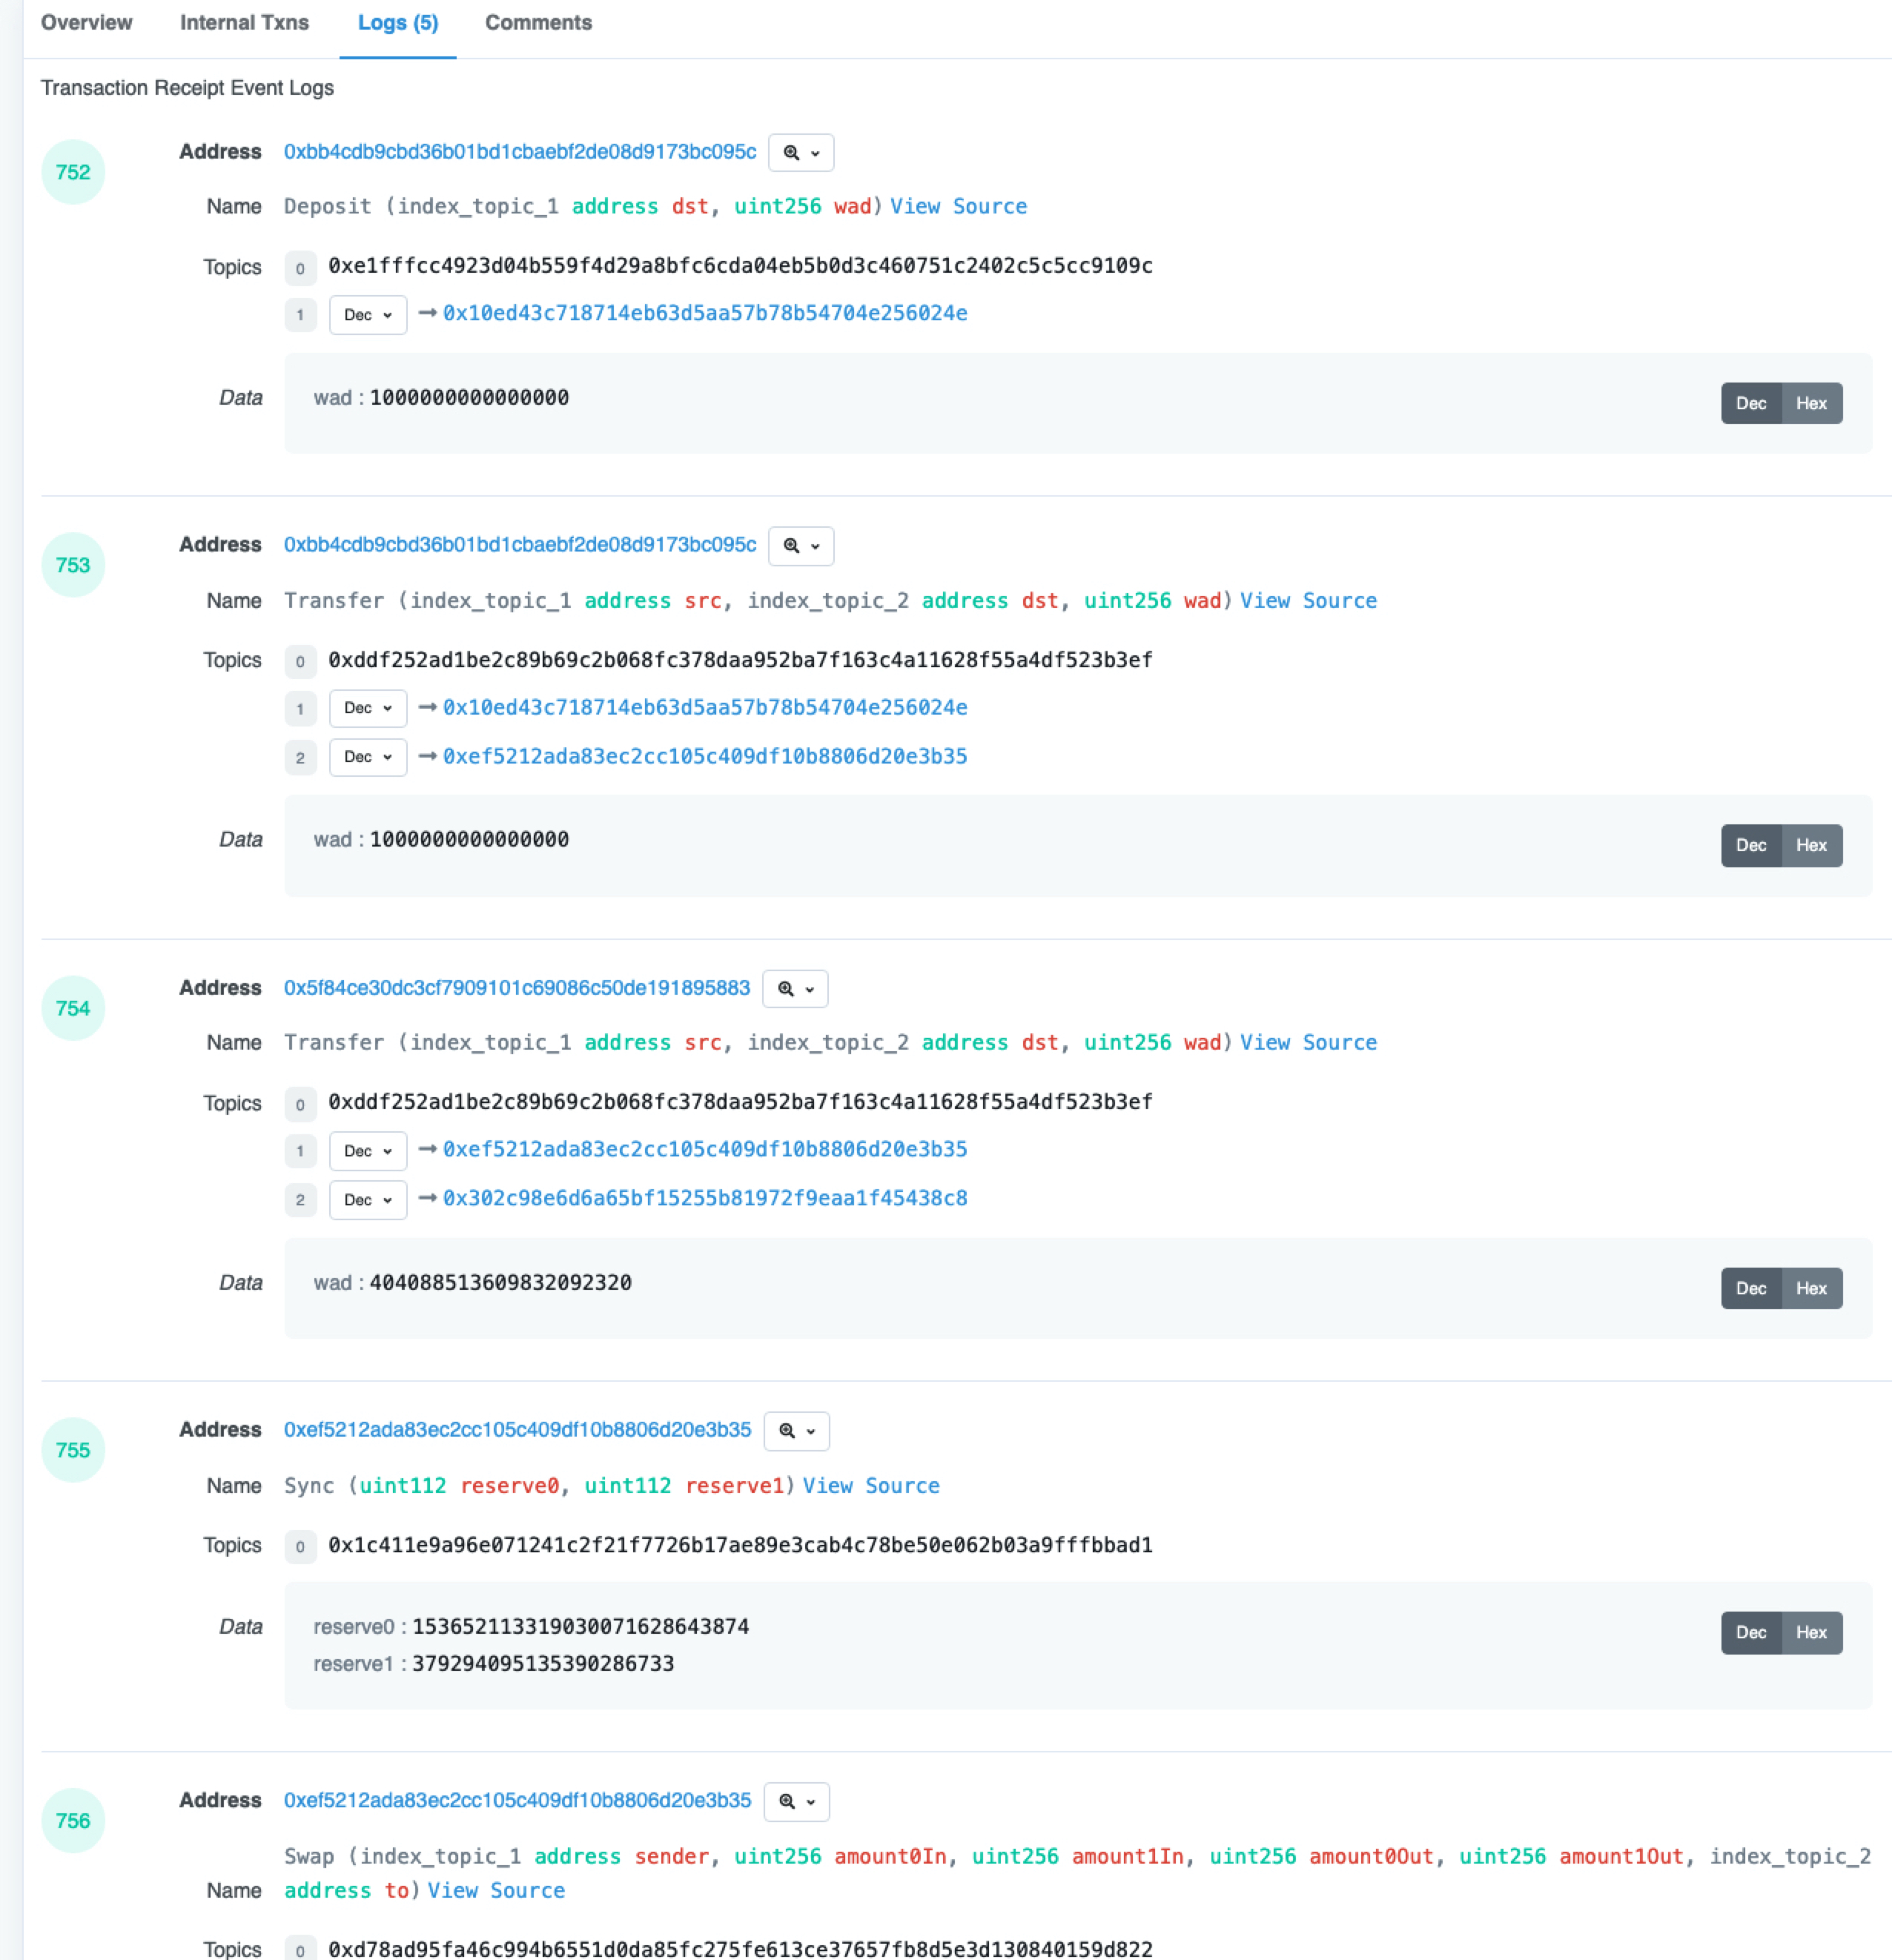 Overview Internal Txns Logs (5) Comments
Transaction Receipt Event Logs
752
Address 0xbb4cdb9cbd36b01bd1cbaebf2de08d9173bc095c
Name Deposit (index_topic_1 address dst, uint256 wad) View Source
Topics 0 0xe1fffcc4923d04b559f4d29a8bfc6cda04eb5b0d3c460751c2402c5c5cc9109c
1 Dec → 0x10ed43c718714eb63d5aa57b78b54704e256024e
Data wad : 1000000000000000 Dec Hex
753
Address 0xbb4cdb9cbd36b01bd1cbaebf2de08d9173bc095c
Name Transfer (index_topic_1 address src, index_topic_2 address dst, uint256 wad) View Source
Topics 0 0xddf252ad1be2c89b69c2b068fc378daa952ba7f163c4a11628f55a4df523b3ef
1 Dec → 0x10ed43c718714eb63d5aa57b78b54704e256024e
2 Dec → 0xef5212ada83ec2cc105c409df10b8806d20e3b35
Data wad : 1000000000000000 Dec Hex
754
Address 0x5f84ce30dc3cf7909101c69086c50de191895883
Name Transfer (index_topic_1 address src, index_topic_2 address dst, uint256 wad) View Source
Topics 0 0xddf252ad1be2c89b69c2b068fc378daa952ba7f163c4a11628f55a4df523b3ef
1 Dec → 0xef5212ada83ec2cc105c409df10b8806d20e3b35
2 Dec → 0x302c98e6d6a65bf15255b81972f9eaa1f45438c8
Data wad : 404088513609832092320 Dec Hex
755
Address 0xef5212ada83ec2cc105c409df10b8806d20e3b35
Name Sync (uint112 reserve0, uint112 reserve1) View Source
Topics 0 0x1c411e9a96e071241c2f21f7726b17ae89e3cab4c78be50e062b03a9fffbbad1
Data reserve0 : 153652113319030071628643874 Dec Hex
reserve1 : 379294095135390286733
756
Address 0xef5212ada83ec2cc105c409df10b8806d20e3b35
Swap (index_topic_1 address sender, uint256 amount0In, uint256 amount1In, uint256 amount0Out, uint256 amount1Out, index_topic_2
Name address to) View Source
Topics 0 0xd78ad95fa46c994b6551d0da85fc275fe613ce37657fb8d5e3d130840159d822